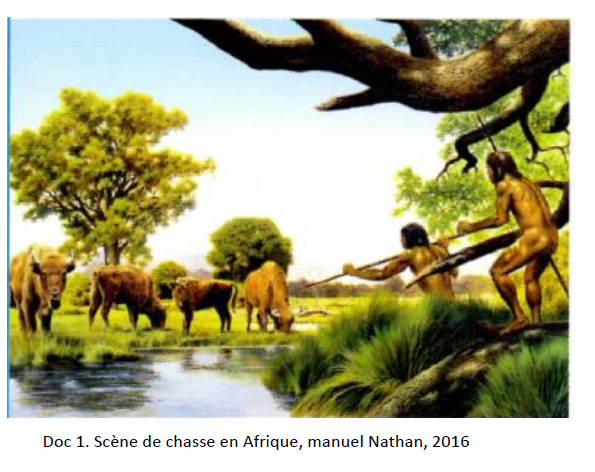 Doc 1. Scène de chasse en Afrique, manuel Nathan, 2016